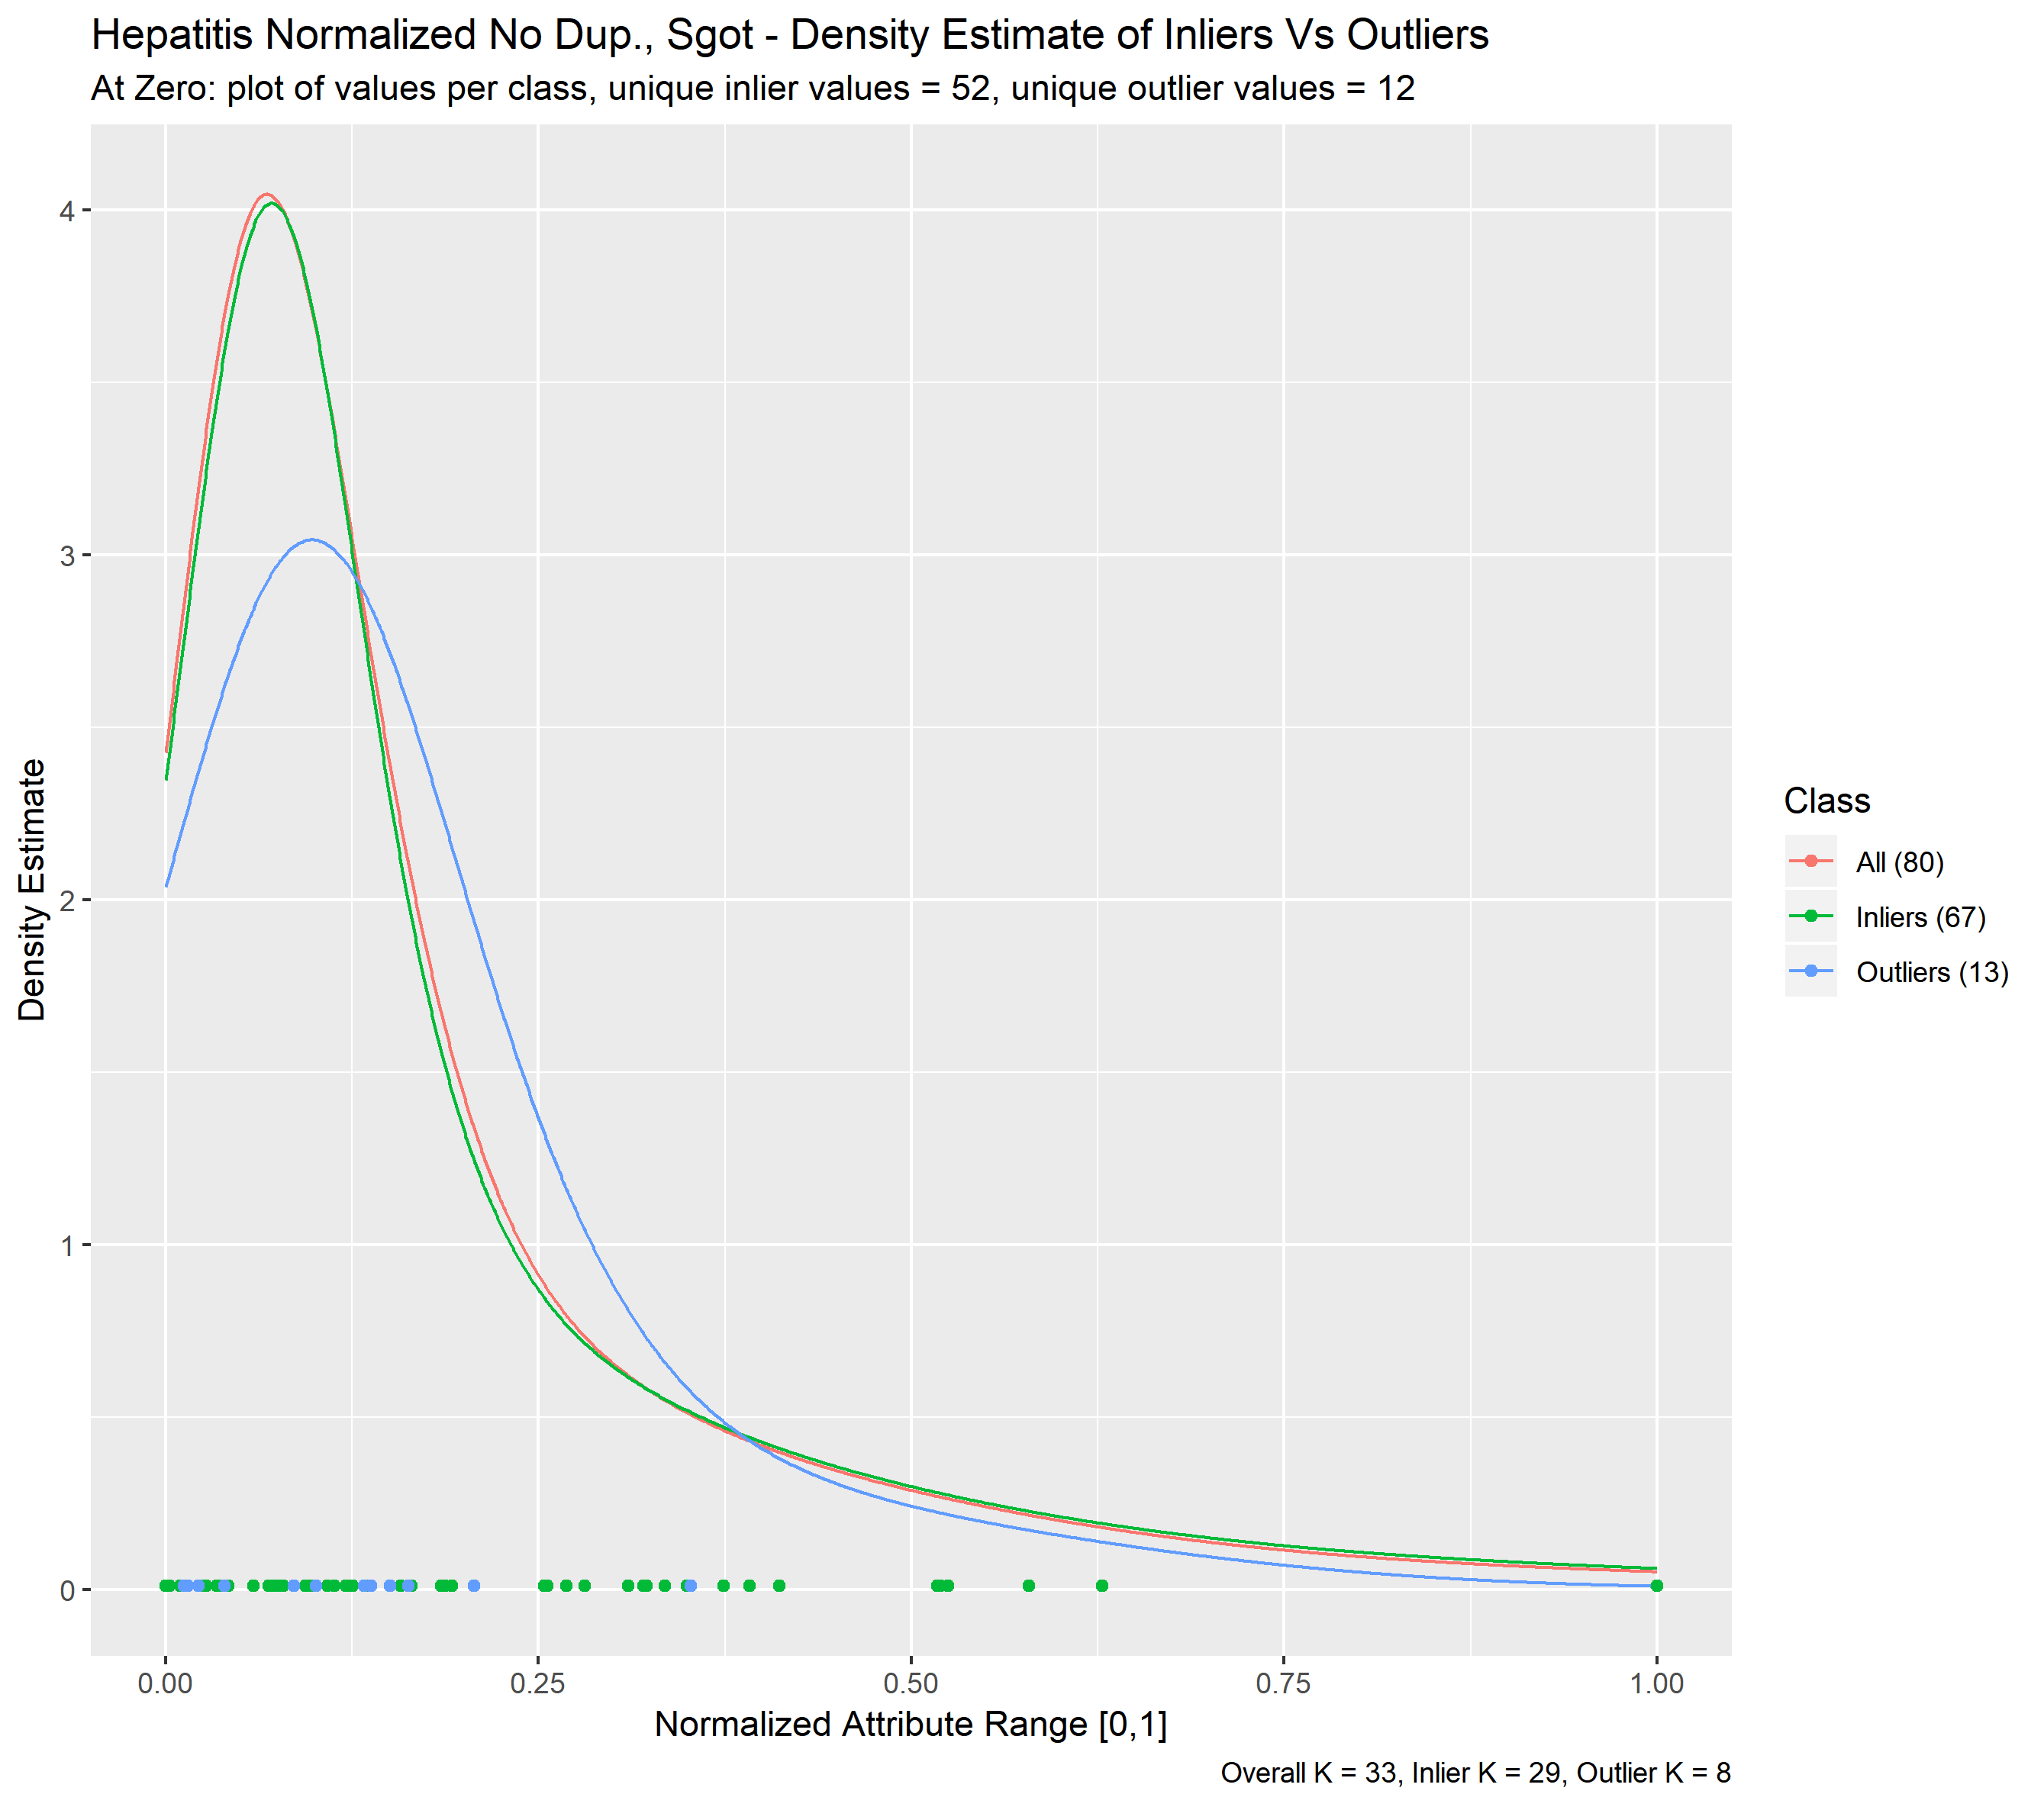 Hepatitis Normalized No Dup., Sgot - Density Estimate of Inliers Vs Outliers
At Zero: plot of values per class, unique inlier values = 52, unique outlier values = 12
4
3
2
1
0
Density Estimate
0.00 0.25 0.50 0.75 1.00
Normalized Attribute Range [0,1]
Class
All (80)
Inliers (67)
Outliers (13)
Overall K = 33, Inlier K = 29, Outlier K = 8